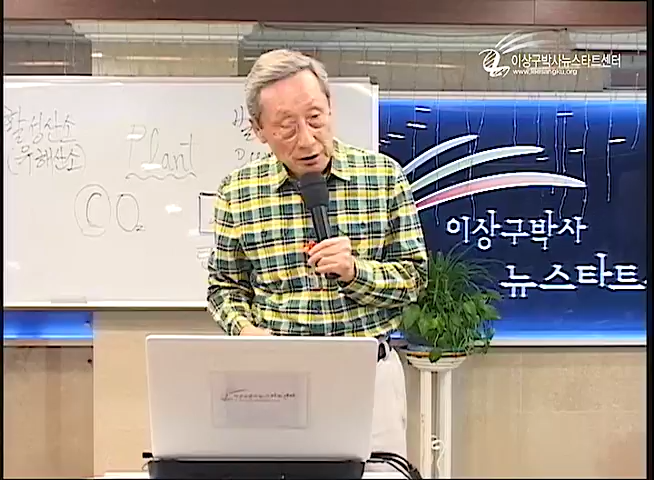 이상구박사뉴스타트센터
www.leesangku.org
활성산소
(유해산소)
Plant
CO₂
이상구박사
뉴스타트